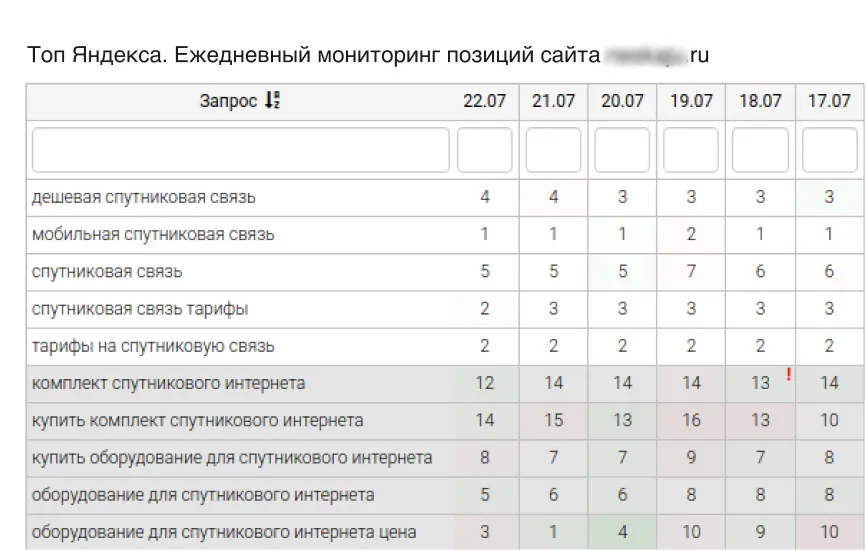 Топ Яндекса. Ежедневный мониторинг позиций сайта .ru
Запрос 22.07 21.07 20.07 19.07 18.07 17.07
дешевая спутниковая связь 4 4 3 3 3 3
мобильная спутниковая связь 1 1 1 2 1 1
спутниковая связь 5 5 5 7 6 6
спутниковая связь тарифы 2 3 3 3 3 3
тарифы на спутниковую связь 2 2 2 2 2 2
комплект спутникового интернета 12 14 14 14 13 ! 14
купить комплект спутникового интернета 14 15 13 16 13 10
купить оборудование для спутникового интернета 8 7 7 9 7 8
оборудование для спутникового интернета 5 6 6 8 8 8
оборудование для спутникового интернета цена 3 1 4 10 9 10